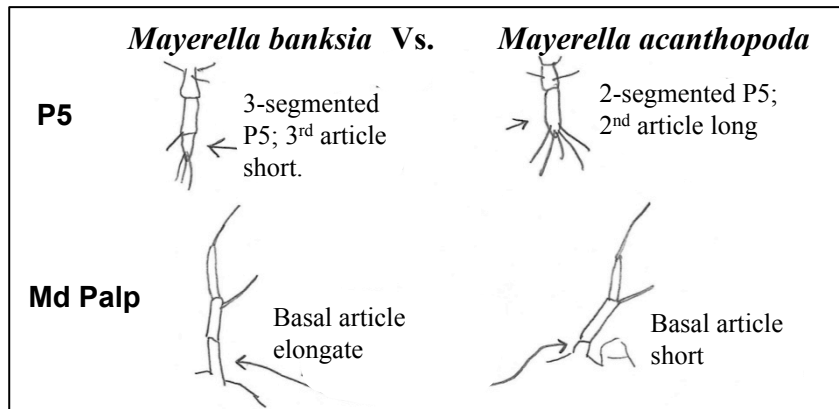 Mayerella banksia Vs. Mayerella acanthopoda
P5
3-segmented
P5; 3rd article
short.
2-segmented P5;
2nd article long
Md Palp
Basal article
elongate
Basal article
short